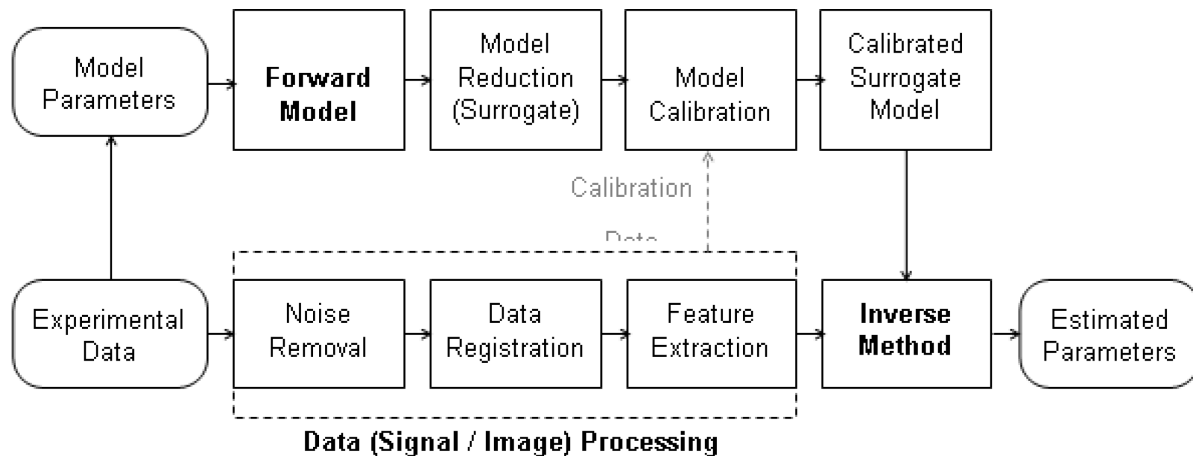 Model
Parameters
Forward
Model
Model
Reduction
(Surrogate)
Model
Calibration
Calibrated
Surrogate
Model
Calibration
Experimental
Data
Noise
Removal
Data
Registration
Feature
Extraction
Inverse
Method
Estimated
Parameters
Data (Signal / Image) Processing